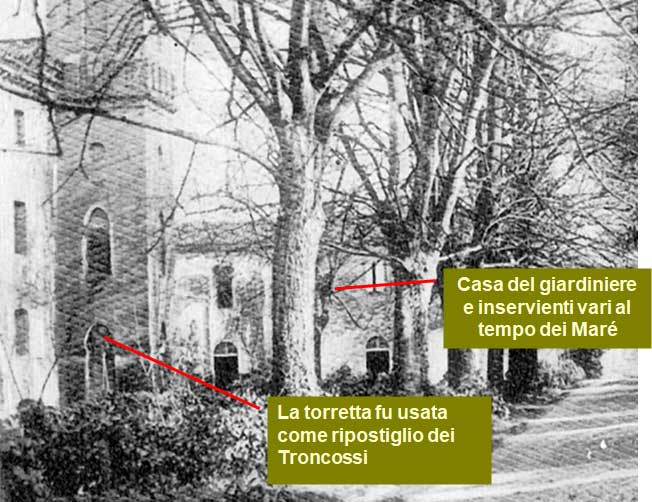 Casa del giardiniere
e inservienti vari al
tempo dei Maré
La torretta fu usata
come ripostiglio dei
Troncossi